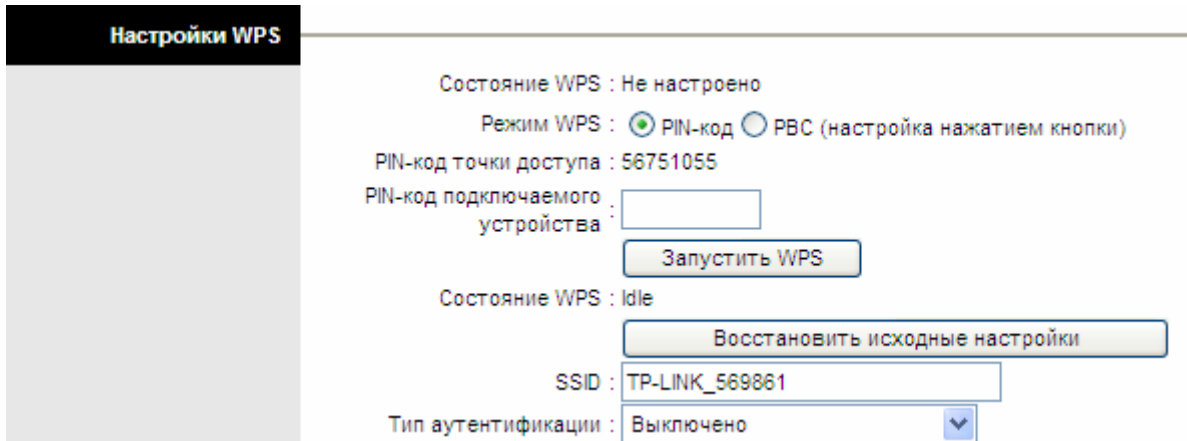 Настройки WPS
Состояние WPS : Не настроено
Режим WPS : PIN-код PBC (настройка нажатием кнопки)
PIN-код точки доступа : 56751055
PIN-код подключаемого устройства :
Запустить WPS
Состояние WPS : Idle
Восстановить исходные настройки
SSID : TP-LINK_569861
Тип аутентификации : Выключено